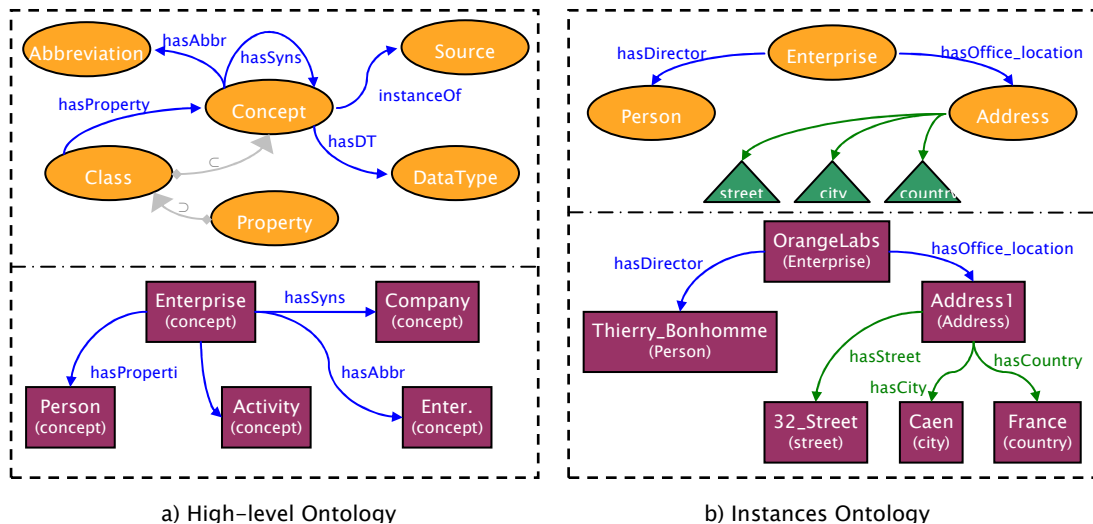 Abbreviation
hasAbbr
hasSyns
Source
hasProperty
Concept
instanceOf
hasDT
⊂
Class
DataType
⊃
Property
Enterprise
(concept)
hasSyns
Company
(concept)
hasProperti
hasAbbr
Person
(concept)
Activity
(concept)
Enter.
(concept)
a) High-level Ontology
hasDirector
Enterprise
hasOffice_location
Person
Address
street
city
country
OrangeLabs
(Enterprise)
hasDirector
hasOffice_location
Thierry_Bonhomme
(Person)
Address1
(Address)
hasStreet
hasCity
hasCountry
32_Street
(street)
Caen
(city)
France
(country)
b) Instances Ontology